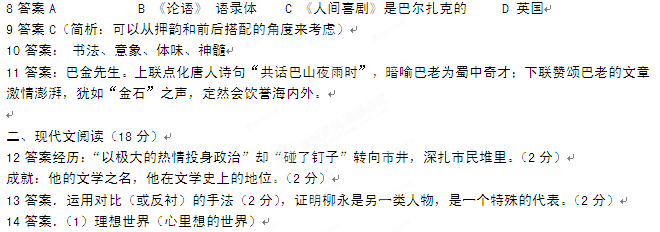 8 答案 A B 《论语》 语录体 C 《人间喜剧》是巴尔扎克的 D 英国
9 答案 C(简析：可以从押韵和前后搭配的角度来考虑)
10 答案： 书法、意象、体味、神髓
11 答案：巴金先生。上联点化唐人诗句“共话巴山夜雨时”，暗喻巴老为蜀中奇才；下联赞颂巴老的文章
激情澎湃，犹如“金石”之声，定然会饮誉海内外。
二、现代文阅读(18 分)
12 答案经历：“以极大的热情投身政治”却“碰了钉子”转向市井，深扎市民堆里。(2 分)
成就：他的文学之名，他在文学史上的地位。(2 分)
13 答案．运用对比（或反衬）的手法(2 分)，证明柳永是另一类人物，是一个特殊的代表。(2 分)
14 答案．(1) 理想世界（心里想的世界）